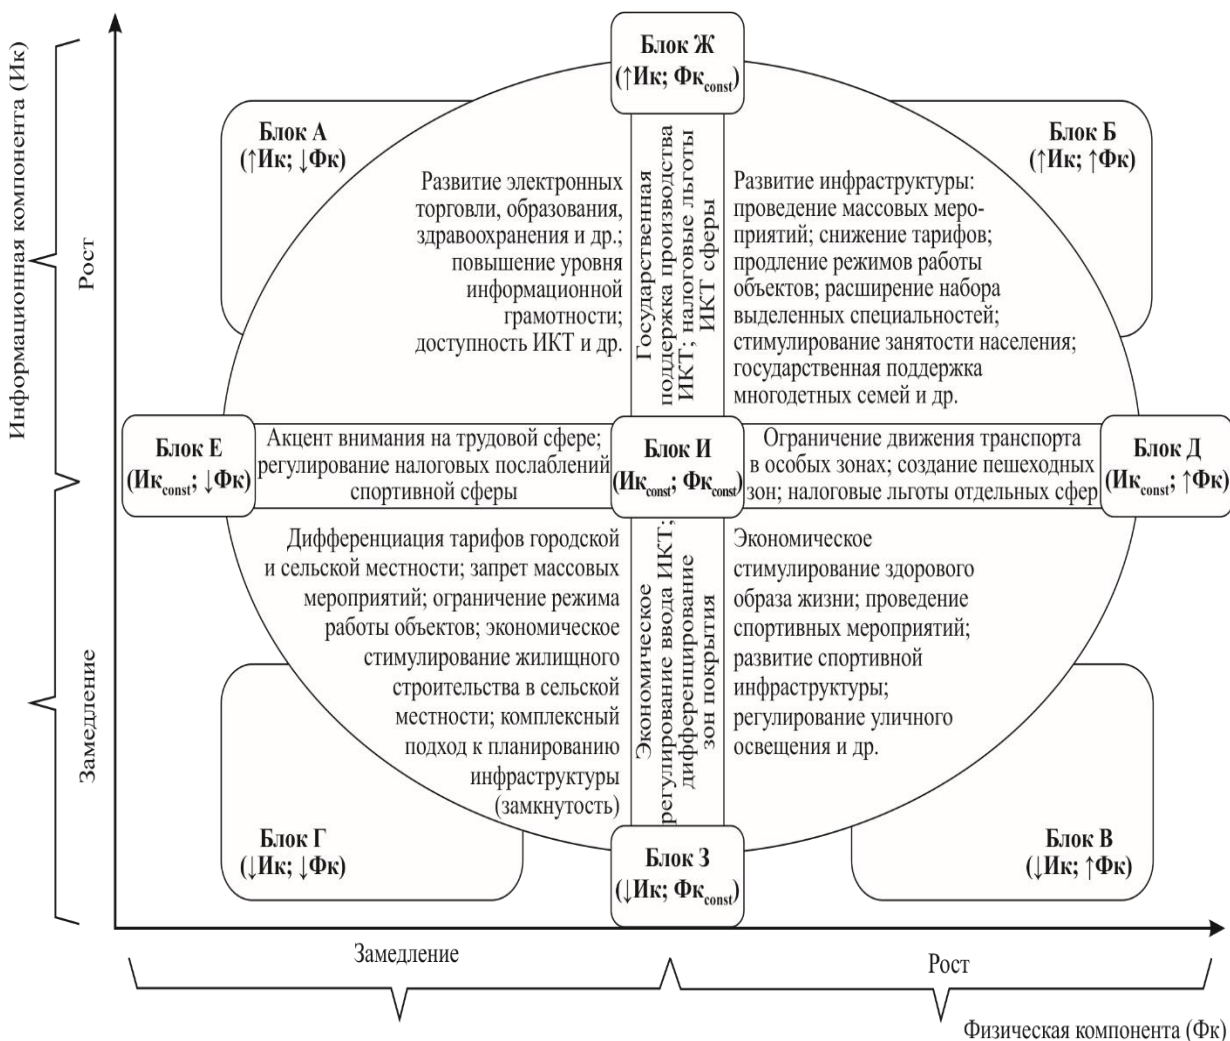 Информационная компонента (Ик)
Рост
Замедление
Блок Ж
(↑Ик; Фкconst)
Блок А
(↑Ик; ↓Фк)
Блок Б
(↑Ик; ↑Фк)
Развитие электронных
торговли, образования,
здравоохранения и др.;
повышение уровня
информационной
грамотности;
доступность ИКТ и др.
Государственная
поддержка производства
ИКТ; налоговые льготы
ИКТ сферы
Развитие инфраструктуры:
проведение массовых меро-
приятий; снижение тарифов;
продление режимов работы
объектов; расширение набора
выделенных специальностей;
стимулирование занятости населения;
государственная поддержка
многодетных семей и др.
Блок Е
(Икconst; ↓Фк)
Акцент внимания на трудовой сфере;
регулирование налоговых послаблений
спортивной сферы
Блок И
(Икconst; Фкconst)
Ограничение движения транспорта
в особых зонах; создание пешеходных
зон; налоговые льготы отдельных сфер
Блок Д
(Икconst; ↑Фк)
Дифференциация тарифов городской
и сельской местности; запрет массовых
мероприятий; ограничение режима
работы объектов; экономическое
стимулирование жилищного
строительства в сельской
местности; комплексный
подход к планированию
инфраструктуры
(замкнутость)
Экономическое
регулирование ввода ИКТ;
дифференцирование
зон покрытия
Экономическое
стимулирование здорового
образа жизни; проведение
спортивных мероприятий;
развитие спортивной
инфраструктуры;
регулирование уличного
освещения и др.
Блок Г
(↓Ик; ↓Фк)
Блок З
(↓Ик; Фкconst)
Блок В
(↓Ик; ↑Фк)
Замедление
Рост
Физическая компонента (Фк)